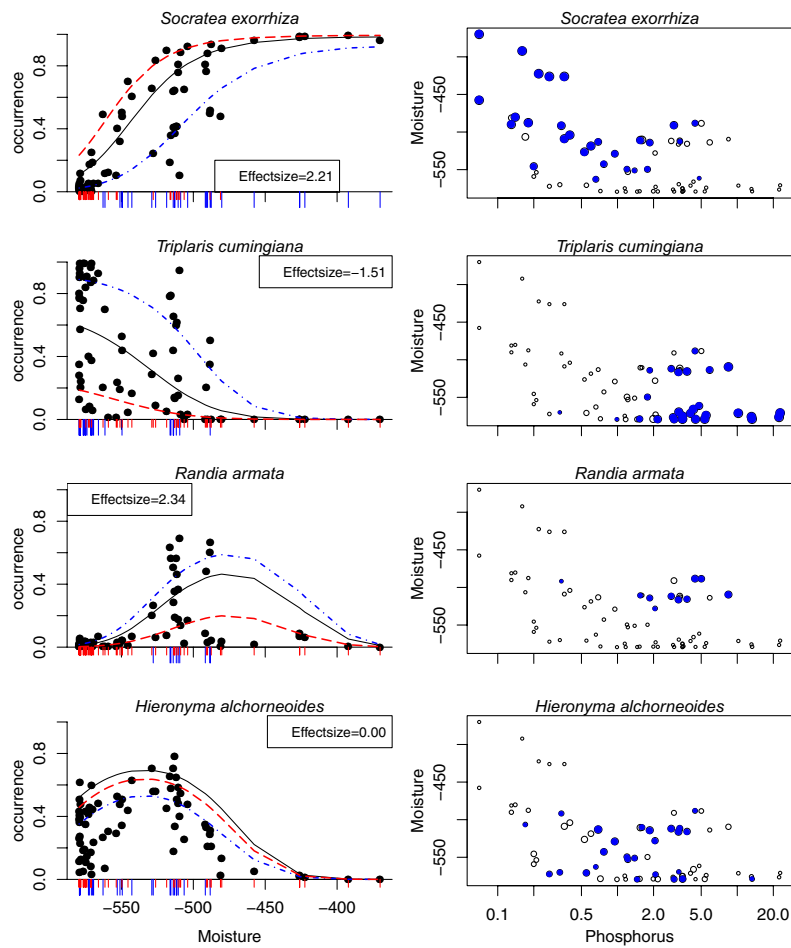 Socratea exorrhiza
Socratea exorrhiza
occurrence
0.0 0.4 0.8
Effectsize=2.21
Moisture
−550 −450
Triplaris cumingiana
Triplaris cumingiana
occurrence
0.0 0.4 0.8
Effectsize=−1.51
Moisture
−550 −450
Randia armata
Randia armata
occurrence
0.0 0.4 0.8
Effectsize=2.34
Moisture
−550 −450
Hieronyma alchorneoides
Hieronyma alchorneoides
occurrence
0.0 0.4 0.8
Effectsize=0.00
Moisture
−550 −450
−550 −500 −450 −400
Moisture
0.1 0.5 2.0 5.0 20.0
Phosphorus